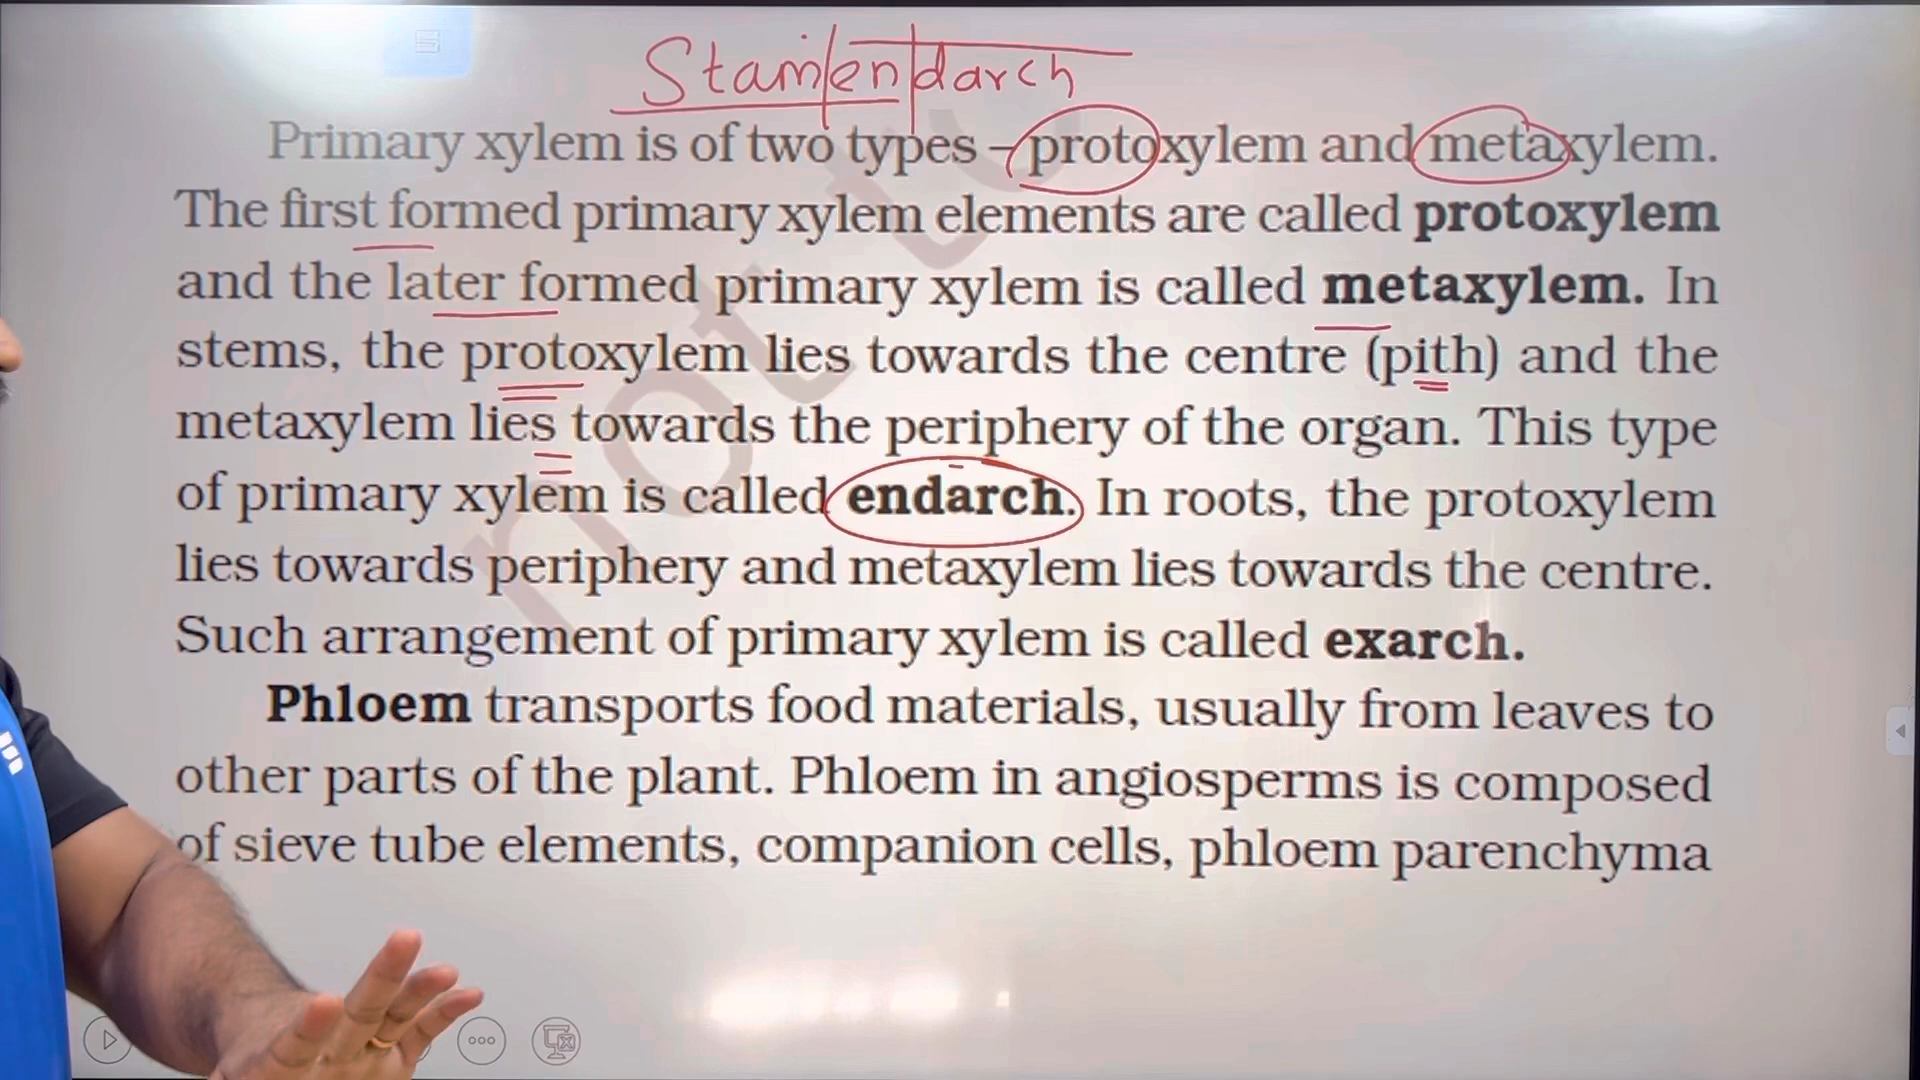 Stam|en|darch
Primary xylem is of two types – protoxylem and metaxylem.
The first formed primary xylem elements are called protoxylem
and the later formed primary xylem is called metaxylem. In
stems, the protoxylem lies towards the centre (pith) and the
metaxylem lies towards the periphery of the organ. This type
of primary xylem is called endarch. In roots, the protoxylem
lies towards periphery and metaxylem lies towards the centre.
Such arrangement of primary xylem is called exarch.
Phloem transports food materials, usually from leaves to
other parts of the plant. Phloem in angiosperms is composed
of sieve tube elements, companion cells, phloem parenchyma
not to